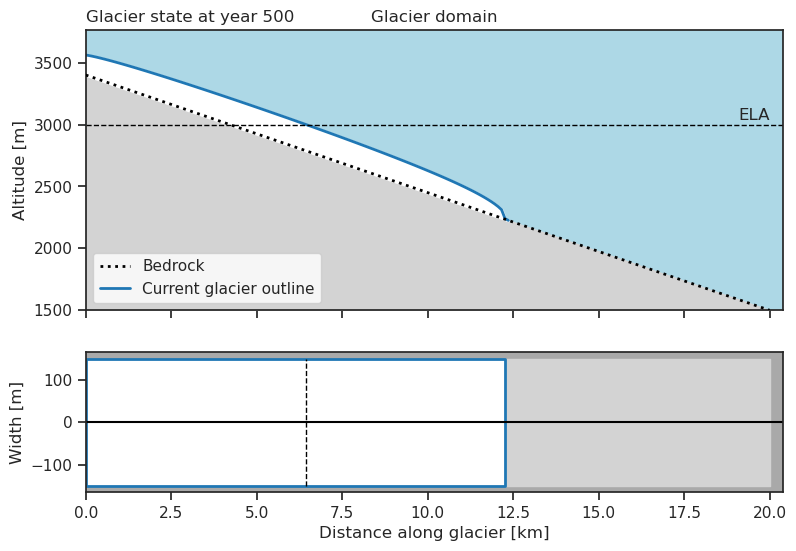 Glacier state at year 500
Glacier domain
3500
3000
2500
2000
1500
Altitude [m]
ELA
Bedrock
Current glacier outline
100
0
−100
Width [m]
0.0 2.5 5.0 7.5 10.0 12.5 15.0 17.5 20.0
Distance along glacier [km]